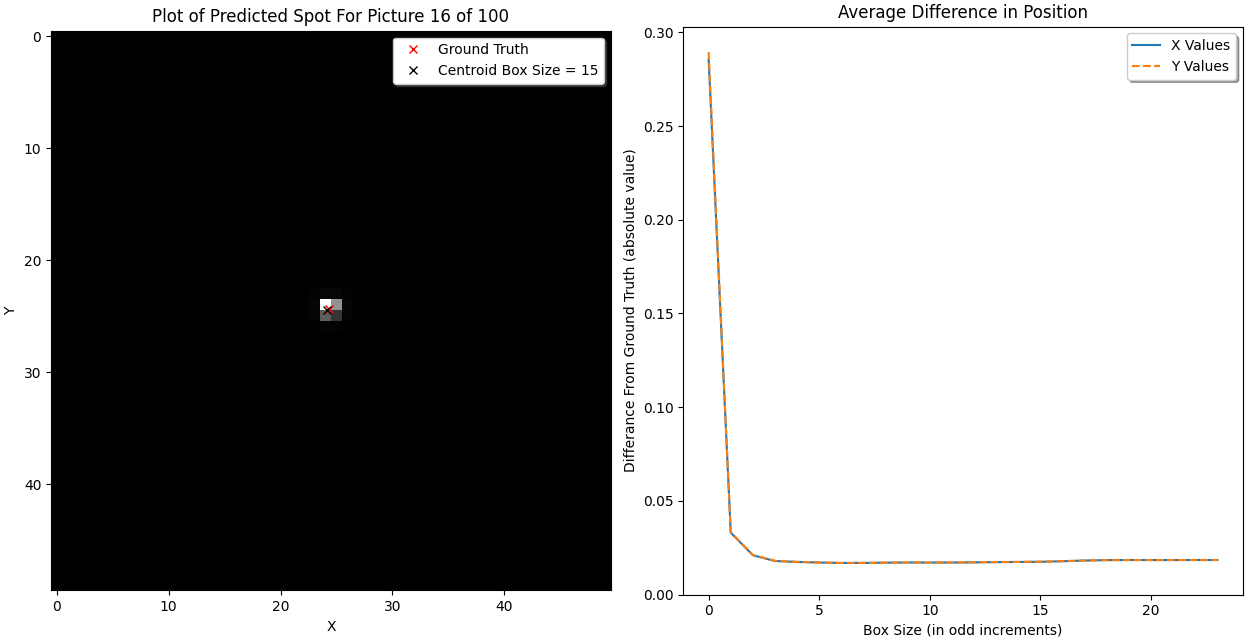 Plot of Predicted Spot For Picture 16 of 100
Ground Truth
Centroid Box Size = 15
0
10
20
30
40
Y
0
10
20
30
40
X
Average Difference in Position
X Values
Y Values
0.30
0.25
0.20
0.15
0.10
0.05
0.00
Differance From Ground Truth (absolute value)
0
5
10
15
20
Box Size (in odd increments)